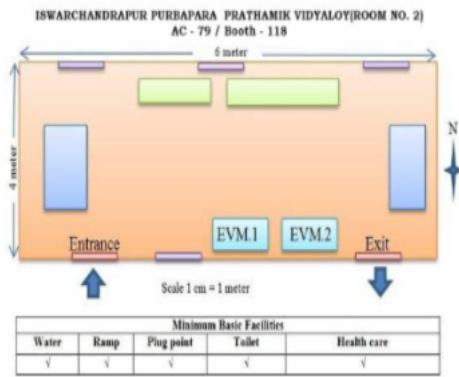 ISWARCHANDRAPUR PURBAPARA PRATHAMIK VIDYALOY(ROOM NO. 2)
AC - 79 / Booth - 118
6 meter
4 meter
N
EVM.1 EVM.2
Entrance Exit
Scale 1 cm = 1 meter
Minimum Basic Facilities
Water Ramp Plug point Toilet Health care
√ √ √ √ √